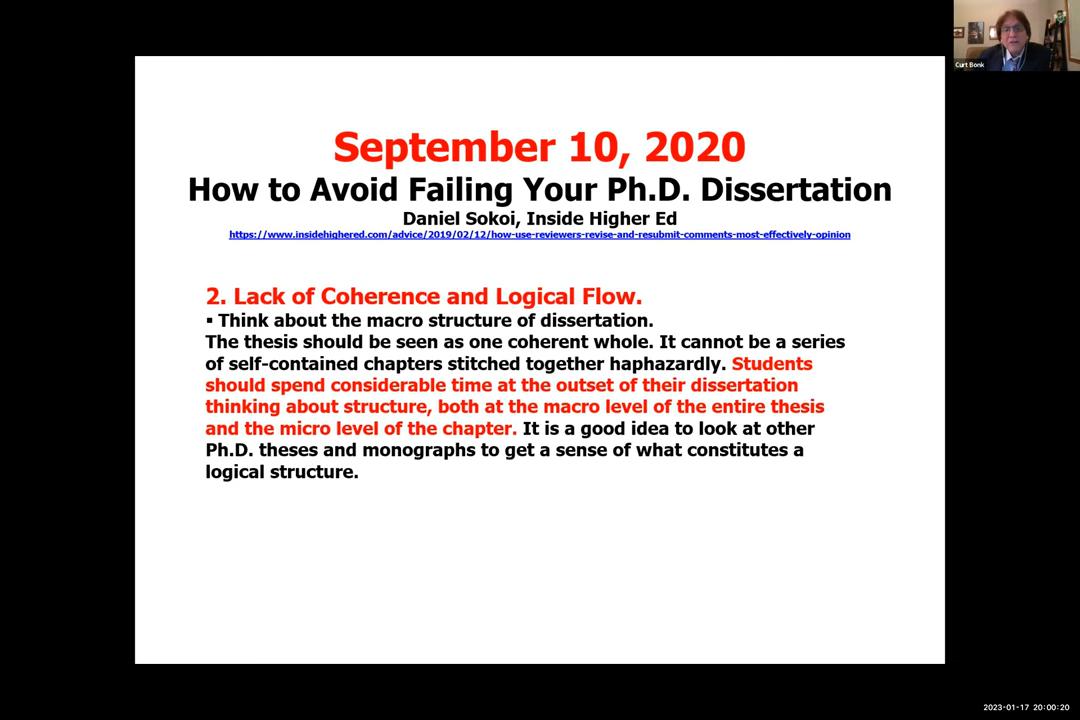 Curt Bonk
September 10, 2020
How to Avoid Failing Your Ph.D. Dissertation
Daniel Sokoi, Inside Higher Ed
https://www.insidehighered.com/advice/2019/02/12/how-use-reviewers-revise-and-resubmit-comments-most-effectively-opinion
2. Lack of Coherence and Logical Flow.
▪ Think about the macro structure of dissertation.
The thesis should be seen as one coherent whole. It cannot be a series
of self-contained chapters stitched together haphazardly. Students
should spend considerable time at the outset of their dissertation
thinking about structure, both at the macro level of the entire thesis
and the micro level of the chapter. It is a good idea to look at other
Ph.D. theses and monographs to get a sense of what constitutes a
logical structure.
2023-01-17 20:00:20